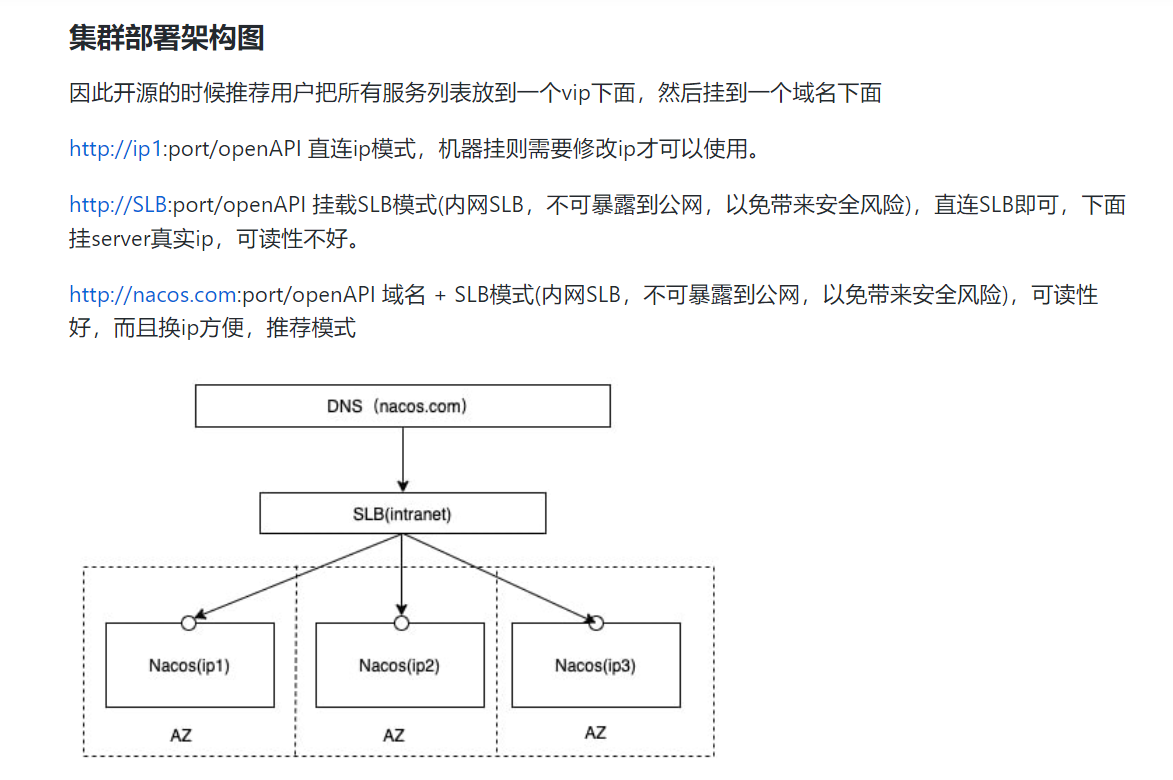 集群部署架构图
因此开源的时候推荐用户把所有服务列表放到一个vip下面，然后挂到一个域名下面
http://ip1:port/openAPI 直连ip模式，机器挂则需要修改ip才可以使用。
http://SLB:port/openAPI 挂载SLB模式(内网SLB，不可暴露到公网，以免带来安全风险)，直连SLB即可，下面
挂server真实ip，可读性不好。
http://nacos.com:port/openAPI 域名 + SLB模式(内网SLB，不可暴露到公网，以免带来安全风险)，可读性
好，而且换ip方便，推荐模式
DNS（nacos.com）
SLB(intranet)
Nacos(ip1) Nacos(ip2) Nacos(ip3)
AZ AZ AZ